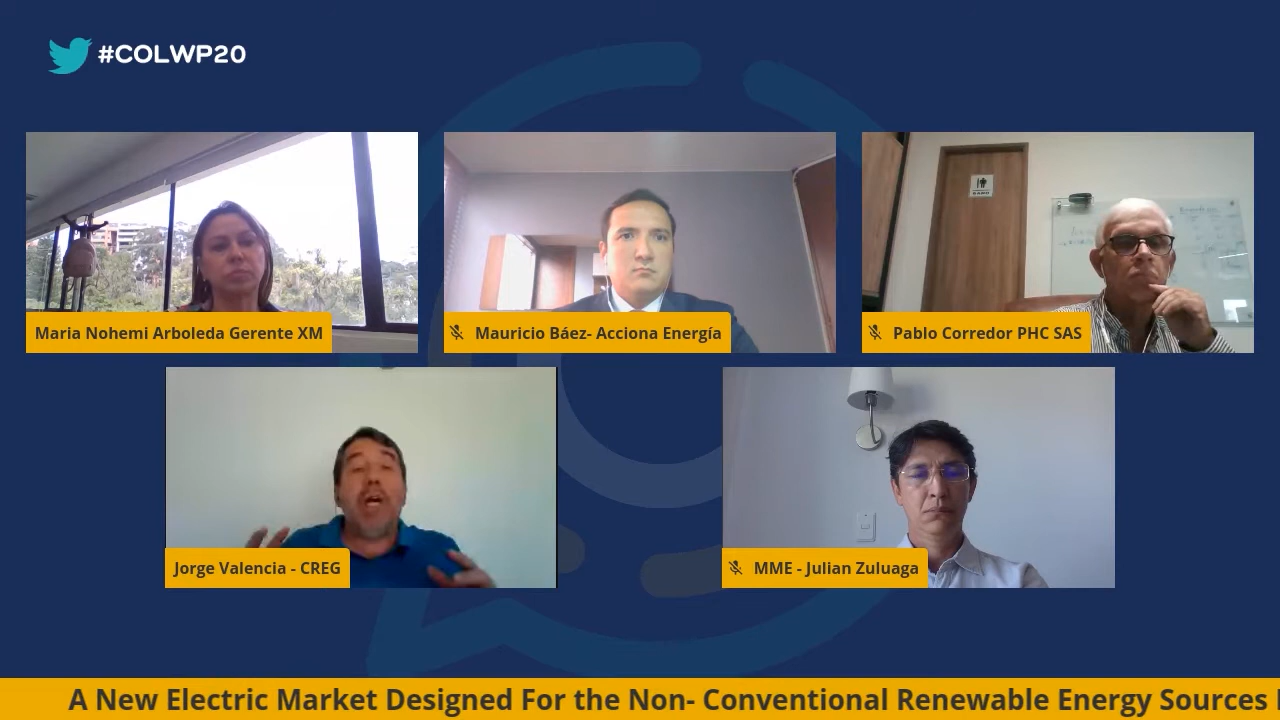 #COLWP20
Maria Nohemi Arboleda Gerente XM
Mauricio Báez- Acciona Energía
Pablo Corredor PHC SAS
Jorge Valencia - CREG
MME - Julian Zuluaga
A New Electric Market Designed For the Non- Conventional Renewable Energy Sources